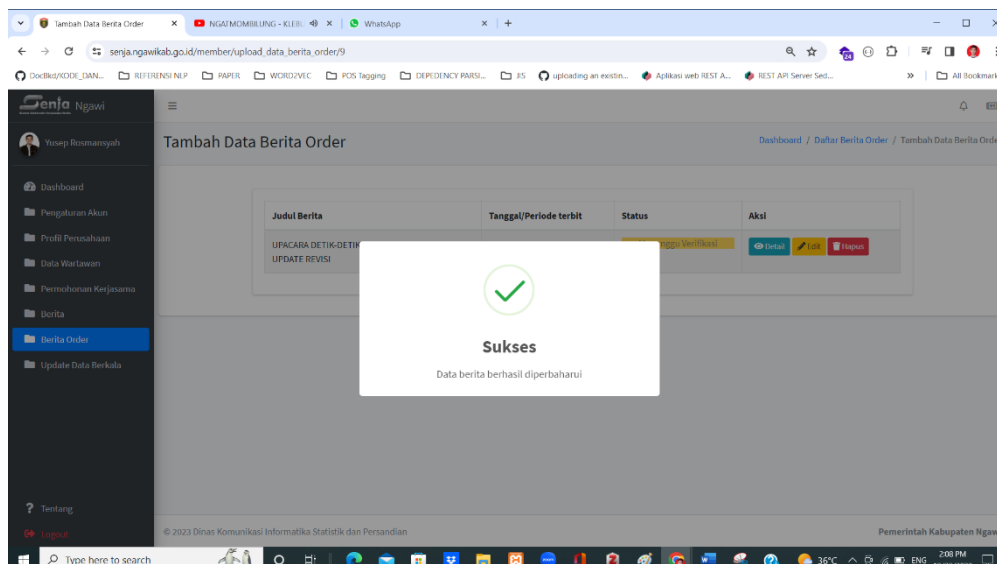 Tambah Data Berita Order
NGATMOMBILUNG - KLEBU
WhatsApp
senja.ngawikab.go.id/member/upload_data_berita_order/9
24
DocBkd/KODE_DAN...
REFERENSI NLP
PAPER
WORD2VEC
POS Tagging
DEPEDENCY PARSI...
JIS
uploading an existin...
Aplikasi web REST A...
REST API Server Sed...
»
All Bookmark
Senja Ngawi
Yusep Rosmansyah
Tambah Data Berita Order
Dashboard / Daftar Berita Order / Tambah Data Berita Orde
Dashboard
Pengaturan Akun
Profil Perusahaan
Data Wartawan
Permohonan Kerjasama
Berita
Berita Order
Update Data Berkala
Judul Berita
Tanggal/Periode terbit
Status
Aksi
UPACARA DETIK-DETIK
UPDATE REVISI
nggu Verifikasi
Detail
Edit
Hapus
Sukses
Data berita berhasil diperbaharui
Tentang
Logout
© 2023 Dinas Komunikasi Informatika Statistik dan Persandian
Pemerintah Kabupaten Ngaw
Type here to search
36°C
ENG
2:08 PM